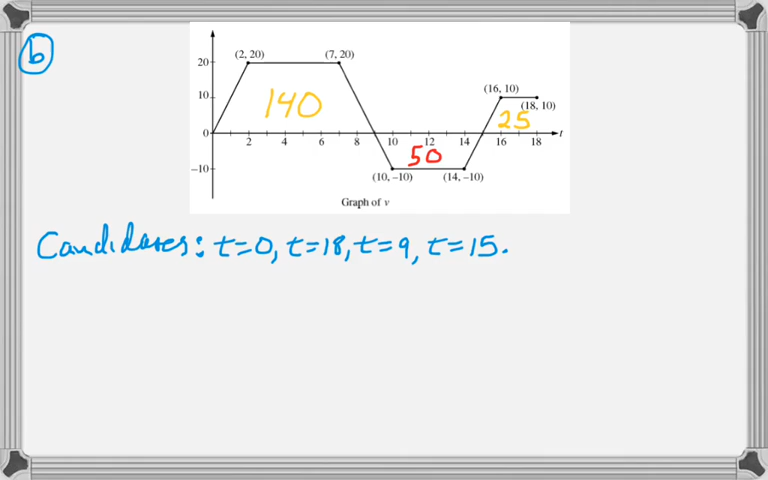 b
(2, 20) (7, 20)
20
140
(16, 10)
10
(18, 10)
25
0
2 4 6 8 10 12 14 16 18 t
50
−10
(10, −10) (14, −10)
Graph of v
Candidates: t=0, t=18, t=9, t=15.